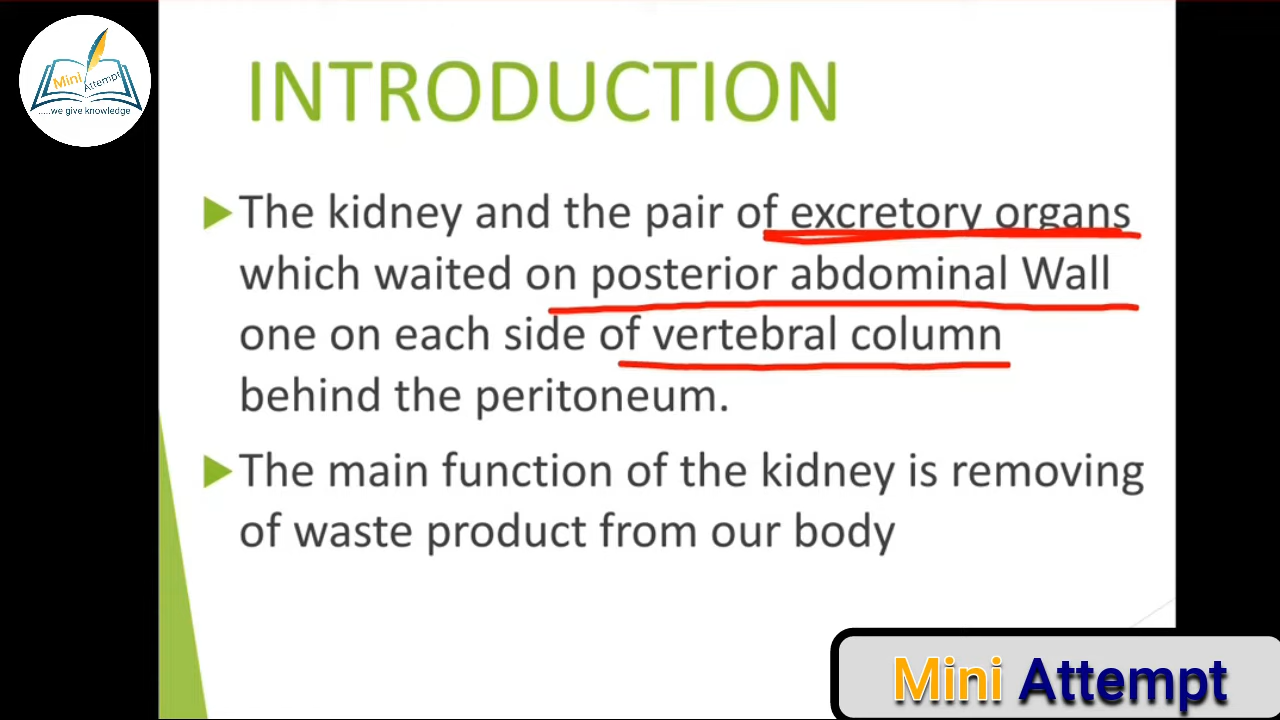 Mini Attempt
.....we give knowledge
INTRODUCTION
The kidney and the pair of excretory organs
which waited on posterior abdominal Wall
one on each side of vertebral column
behind the peritoneum.
The main function of the kidney is removing
of waste product from our body
Mini Attempt